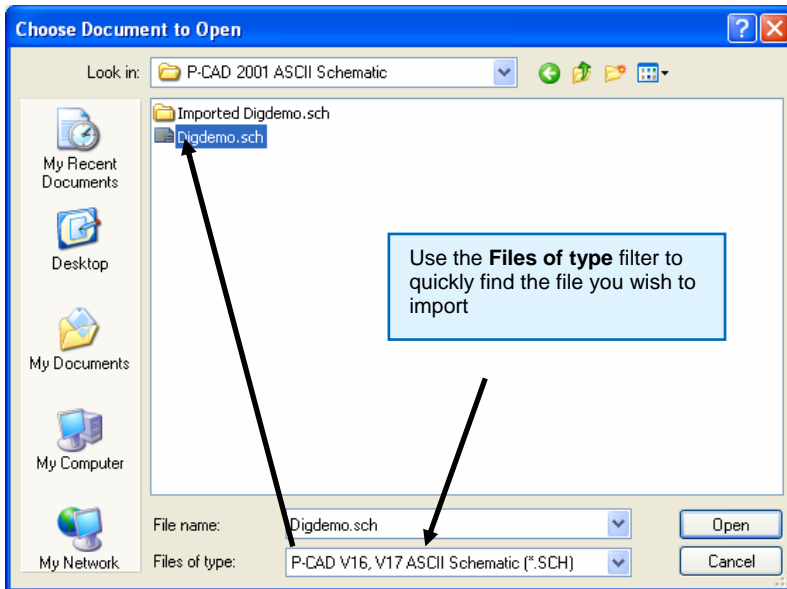 Choose Document to Open
Look in:
P-CAD 2001 ASCII Schematic
Imported Digdemo.sch
Digdemo.sch
My Recent
Documents
Desktop
My Documents
My Computer
My Network
Use the Files of type filter to
quickly find the file you wish to
import
File name:
Digdemo.sch
Open
Files of type:
P-CAD V16, V17 ASCII Schematic (*.SCH)
Cancel